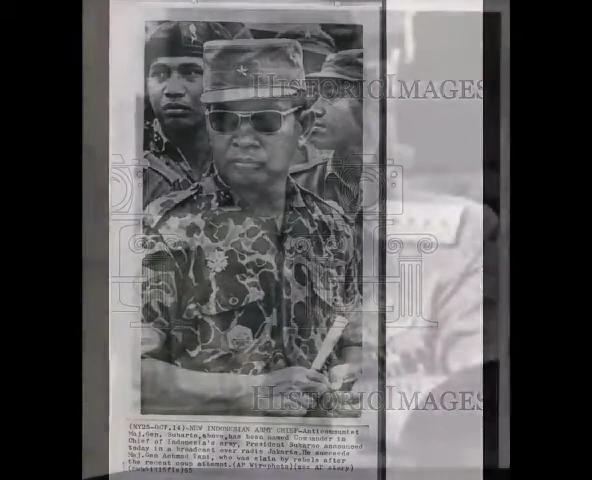 HISTORICIMAGES
HISTORICIMAGES
(NY25-OCT.14)-NEW INDONESIAN ARMY CHIEF-Anticommunist
Maj.Gen. Suharto,above,has been named Commander in
Chief of Indonesia's army, President Sukarno announced
today in a broadcast over radio Jakarta.He succeeds
Maj.Gen Achmad Yani, who was slain by rebels after
the recent coup attempt.(AP Wirephoto)(see AP story)
65